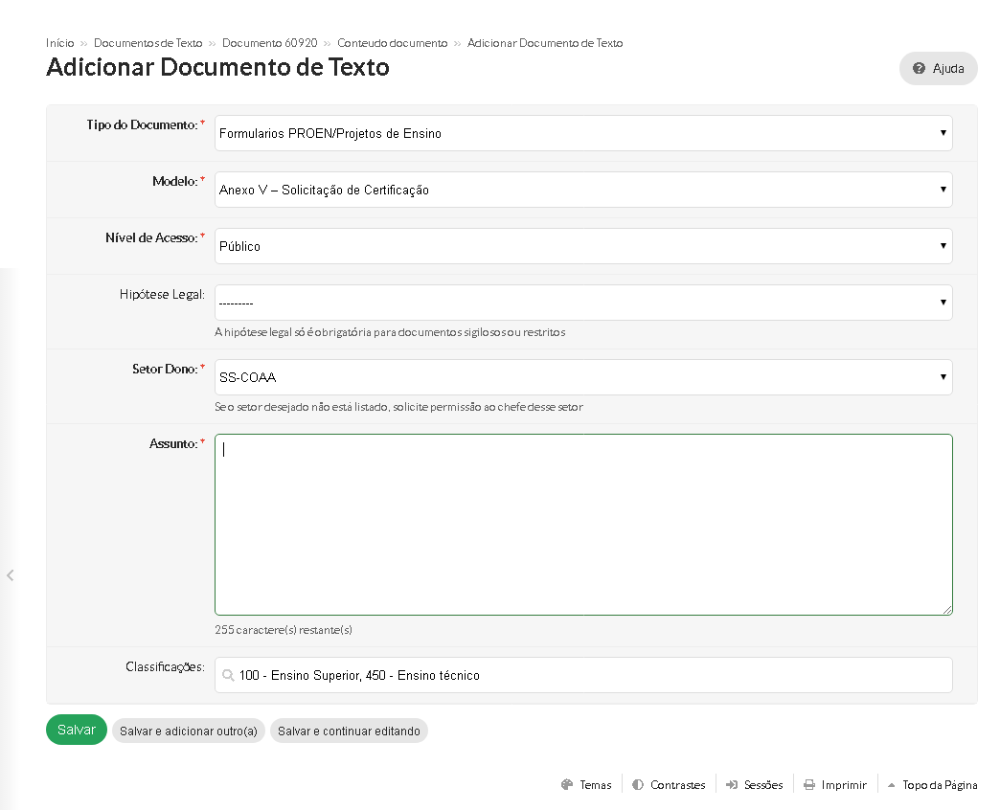 Início » Documentos de Texto » Documento 60920 » Conteudo documento » Adicionar Documento de Texto
Adicionar Documento de Texto
Ajuda
Tipo do Documento: *
Formularios PROEN/Projetos de Ensino
Modelo: *
Anexo V – Solicitação de Certificação
Nível de Acesso: *
Público
Hipótese Legal:
---------
A hipótese legal só é obrigatória para documentos sigilosos ou restritos
Setor Dono: *
SS-COAA
Se o setor desejado não está listado, solicite permissão ao chefe desse setor
Assunto: *
255 caractere(s) restante(s)
Classificações:
100 - Ensino Superior, 450 - Ensino técnico
Salvar
Salvar e adicionar outro(a)
Salvar e continuar editando
Temas
Contrastes
Sessões
Imprimir
Topo da Página